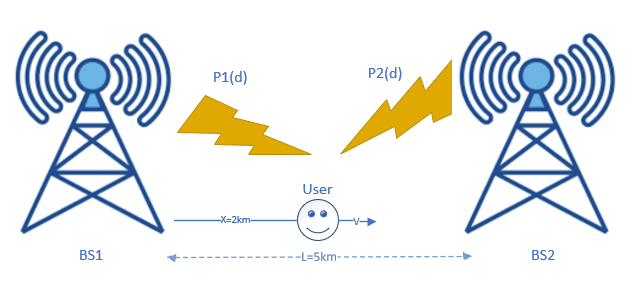 P1(d)
P2(d)
User
X=2km
V
BS1
L=5km
BS2